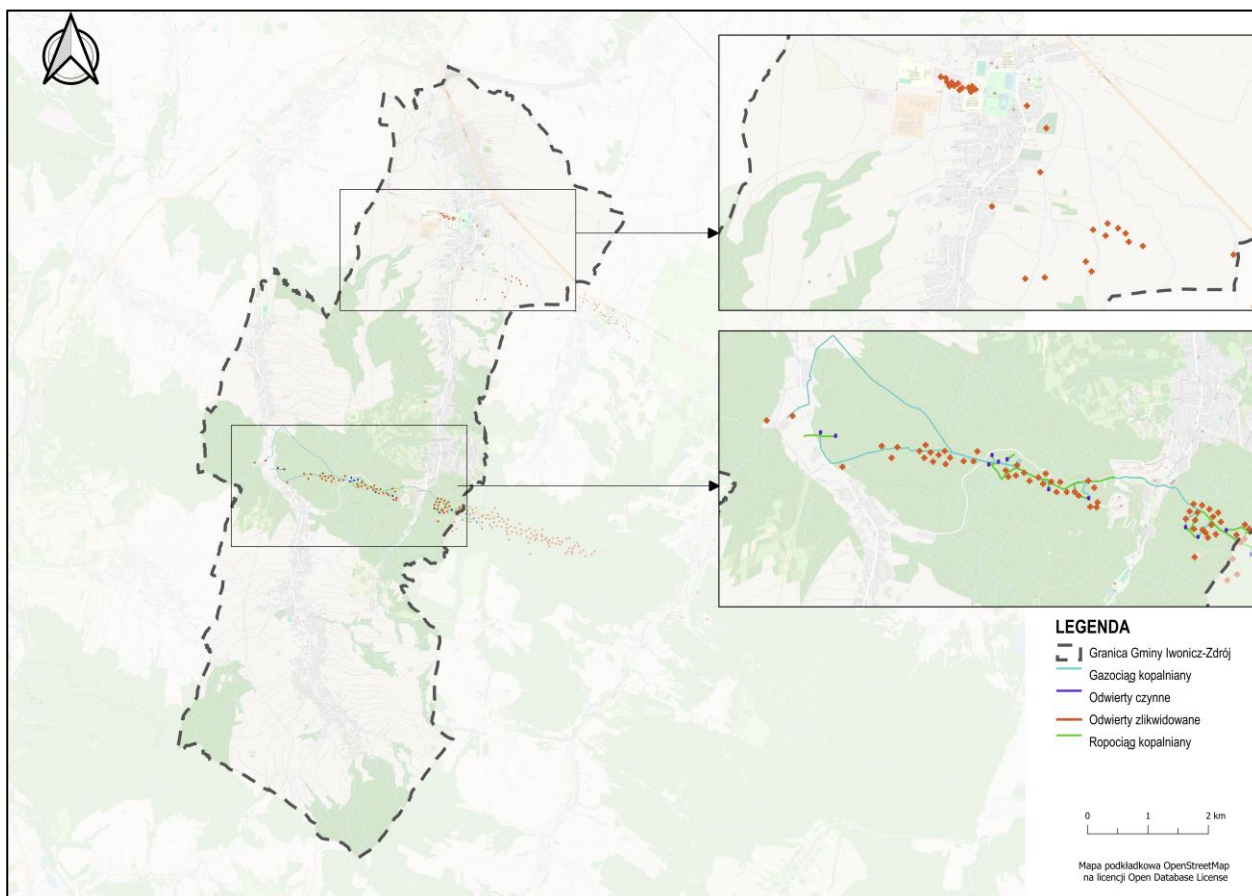 LEGENDA
Granica Gminy Iwonicz-Zdrój
Gazociąg kopalniany
Odwierty czynne
Odwierty zlikwidowane
Ropociąg kopalniany
0 1 2 km
Mapa podkładkowa OpenStreetMap
na licencji Open Database License